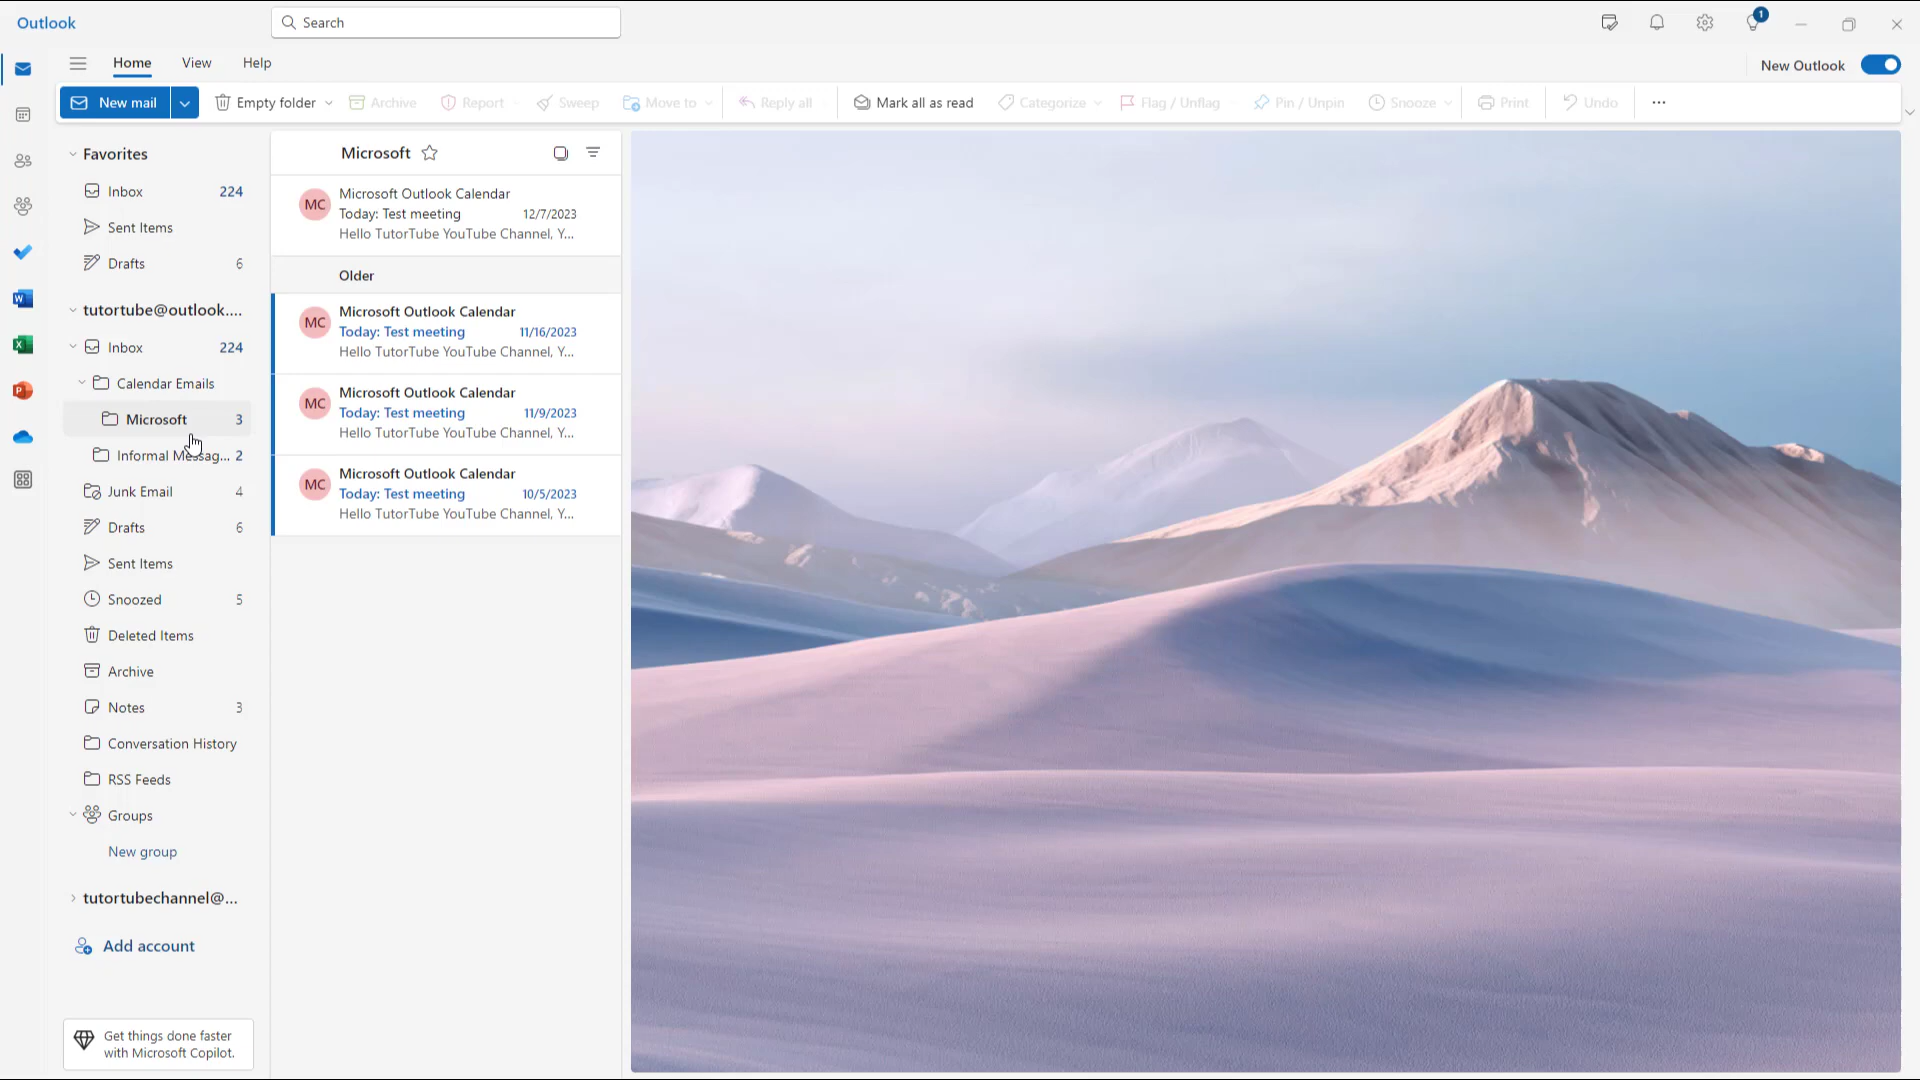 Outlook
Search
1
Home View Help
New Outlook
New mail Empty folder Archive Report Sweep Move to Reply all Mark all as read Categorize Flag / Unflag Pin / Unpin Snooze Print Undo ...
Favorites
Inbox 224
Sent Items
Drafts 6
tutortube@outlook....
Inbox 224
Calendar Emails
Microsoft 3
Informal Messag... 2
Junk Email 4
Drafts 6
Sent Items
Snoozed 5
Deleted Items
Archive
Notes 3
Conversation History
RSS Feeds
Groups
New group
tutortubechannel@...
Add account
Get things done faster
with Microsoft Copilot.
Microsoft
MC
Microsoft Outlook Calendar
Today: Test meeting 12/7/2023
Hello TutorTube YouTube Channel, Y...
Older
MC
Microsoft Outlook Calendar
Today: Test meeting 11/16/2023
Hello TutorTube YouTube Channel, Y...
MC
Microsoft Outlook Calendar
Today: Test meeting 11/9/2023
Hello TutorTube YouTube Channel, Y...
MC
Microsoft Outlook Calendar
Today: Test meeting 10/5/2023
Hello TutorTube YouTube Channel, Y...